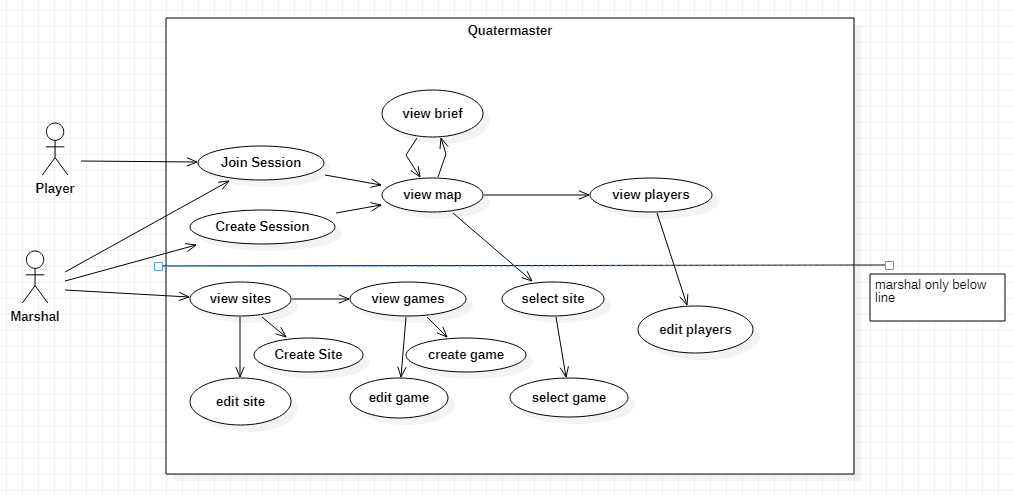 Quatermaster
view brief
Join Session
Player
view map
view players
Create Session
marshal only below
line
view sites
view games
select site
Marshal
edit players
Create Site
create game
edit site
edit game
select game